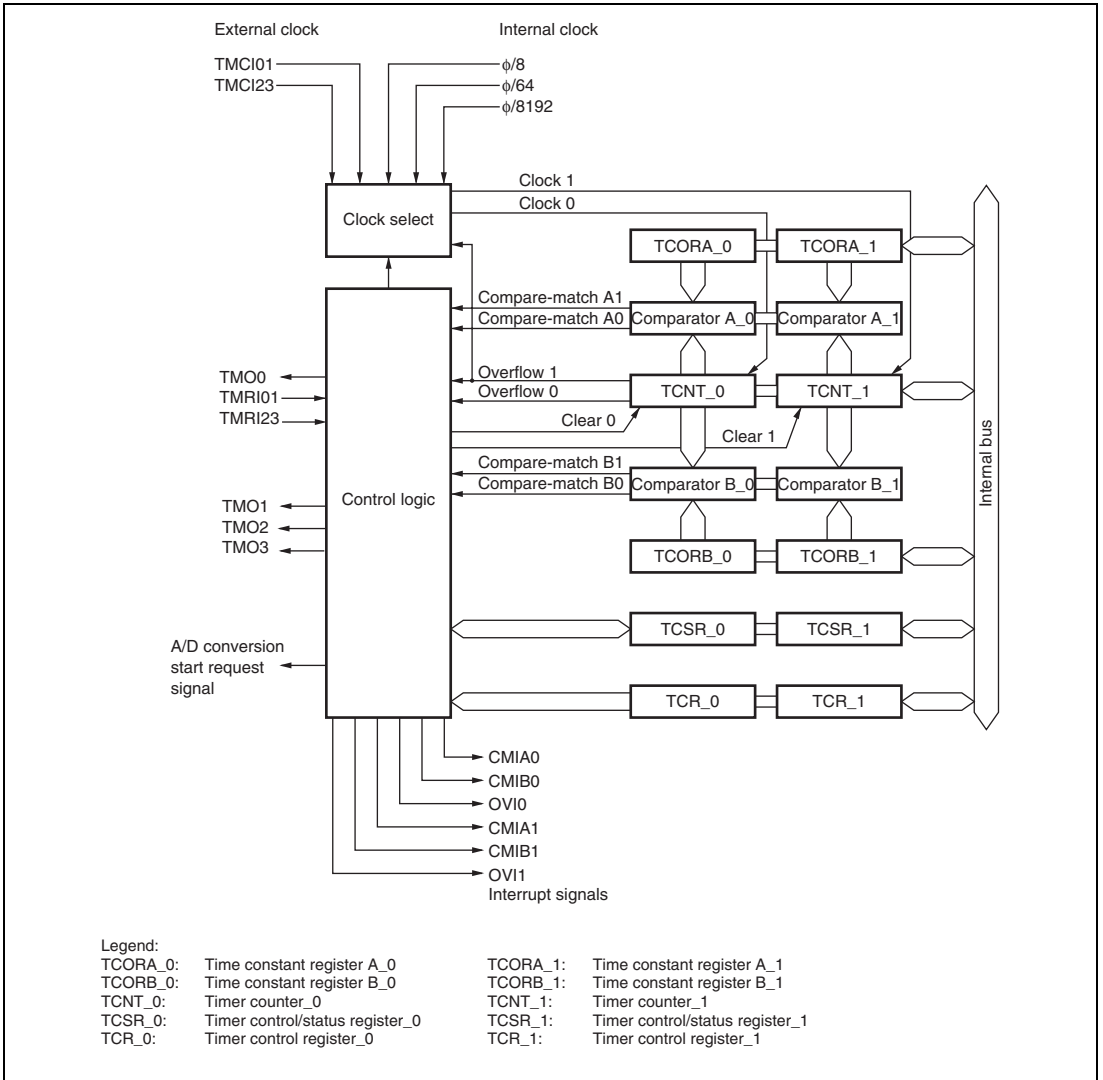 External clock
Internal clock
TMCI01
TMCI23
ϕ/8
ϕ/64
ϕ/8192
Clock select
Clock 1
Clock 0
TCORA_0
TCORA_1
Compare-match A1
Compare-match A0
Comparator A_0
Comparator A_1
TMO0
TMRI01
TMRI23
Overflow 1
Overflow 0
TCNT_0
TCNT_1
Clear 0
Clear 1
Internal bus
Control logic
Compare-match B1
Compare-match B0
Comparator B_0
Comparator B_1
TMO1
TMO2
TMO3
TCORB_0
TCORB_1
A/D conversion
start request
signal
TCSR_0
TCSR_1
TCR_0
TCR_1
CMIA0
CMIB0
OVI0
CMIA1
CMIB1
OVI1
Interrupt signals
Legend:
TCORA_0: Time constant register A_0 TCORA_1: Time constant register A_1
TCORB_0: Time constant register B_0 TCORB_1: Time constant register B_1
TCNT_0: Timer counter_0 TCNT_1: Timer counter_1
TCSR_0: Timer control/status register_0 TCSR_1: Timer control/status register_1
TCR_0: Timer control register_0 TCR_1: Timer control register_1